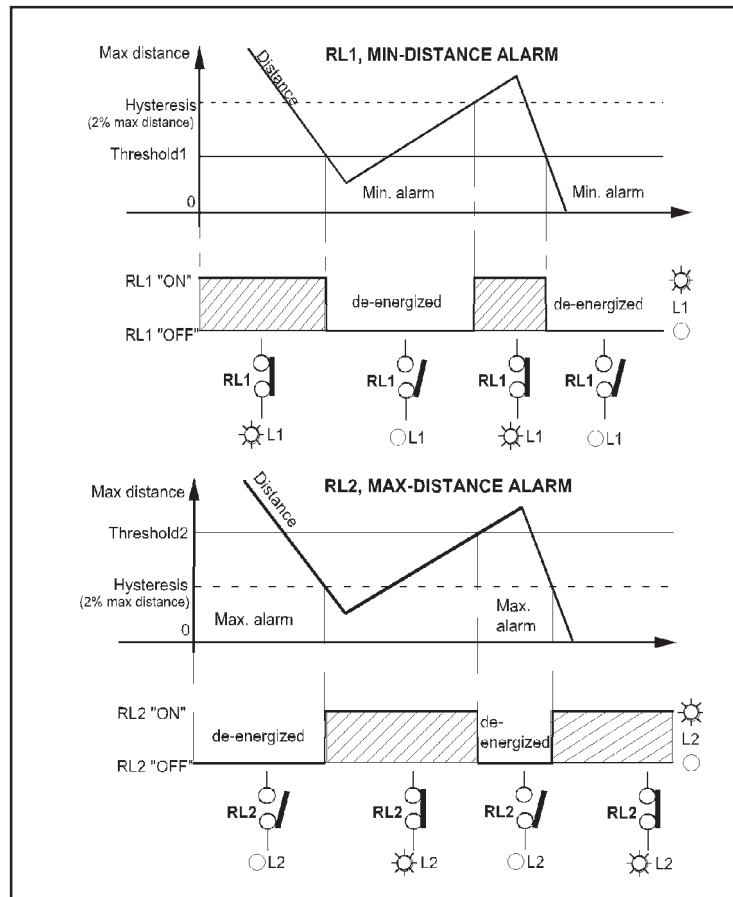 RL1, MIN-DISTANCE ALARM
Max distance
Distance
Hysteresis
(2% max distance)
Threshold1
Min. alarm
Min. alarm
0
RL1 "ON"
de-energized
de-energized
L1
RL1 "OFF"
RL1
RL1
RL1
RL1
L1
L1
L1
L1
RL2, MAX-DISTANCE ALARM
Max distance
Distance
Threshold2
Hysteresis
(2% max distance)
Max. alarm
Max.
alarm
0
RL2 "ON"
de-energized
de-
energized
L2
RL2 "OFF"
RL2
RL2
RL2
RL2
L2
L2
L2
L2